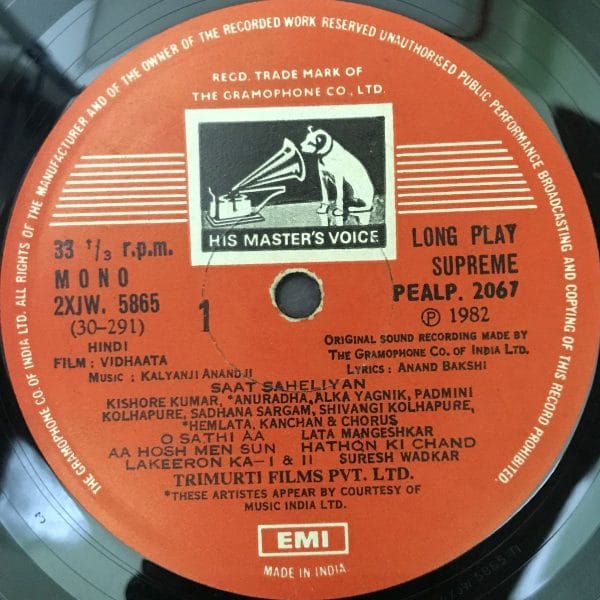 THE GRAMOPHONE CO. OF INDIA LTD. ALL RIGHTS OF THE MANUFACTURER AND OF THE OWNER OF THE RECORDED WORK RESERVED UNAUTHORISED PUBLIC PERFORMANCE BROADCASTING AND COPYING OF THIS RECORD PROHIBITED.
REGD. TRADE MARK OF
THE GRAMOPHONE CO., LTD.
HIS MASTER'S VOICE
33 1/3 r.p.m.
MONO
2XJW. 5865
(30-291)
1
HINDI
FILM : VIDHAATA
MUSIC : KALYANJI ANANDJI
LONG PLAY
SUPREME
PEALP. 2067
Ⓟ 1982
ORIGINAL SOUND RECORDING MADE BY
THE GRAMOPHONE CO. OF INDIA LTD.
LYRICS : ANAND BAKSHI
SAAT SAHELIYAN
KISHORE KUMAR, *ANURADHA, ALKA YAGNIK, PADMINI
KOLHAPURE, SADHANA SARGAM, SHIVANGI KOLHAPURE,
*HEMLATA, KANCHAN & CHORUS
O SATHI AA LATA MANGESHKAR
AA HOSH MEN SUN HATHON KI CHAND
LAKEERON KA-I & II SURESH WADKAR
TRIMURTI FILMS PVT. LTD.
*THESE ARTISTES APPEAR BY COURTESY OF
MUSIC INDIA LTD.
EMI
MADE IN INDIA